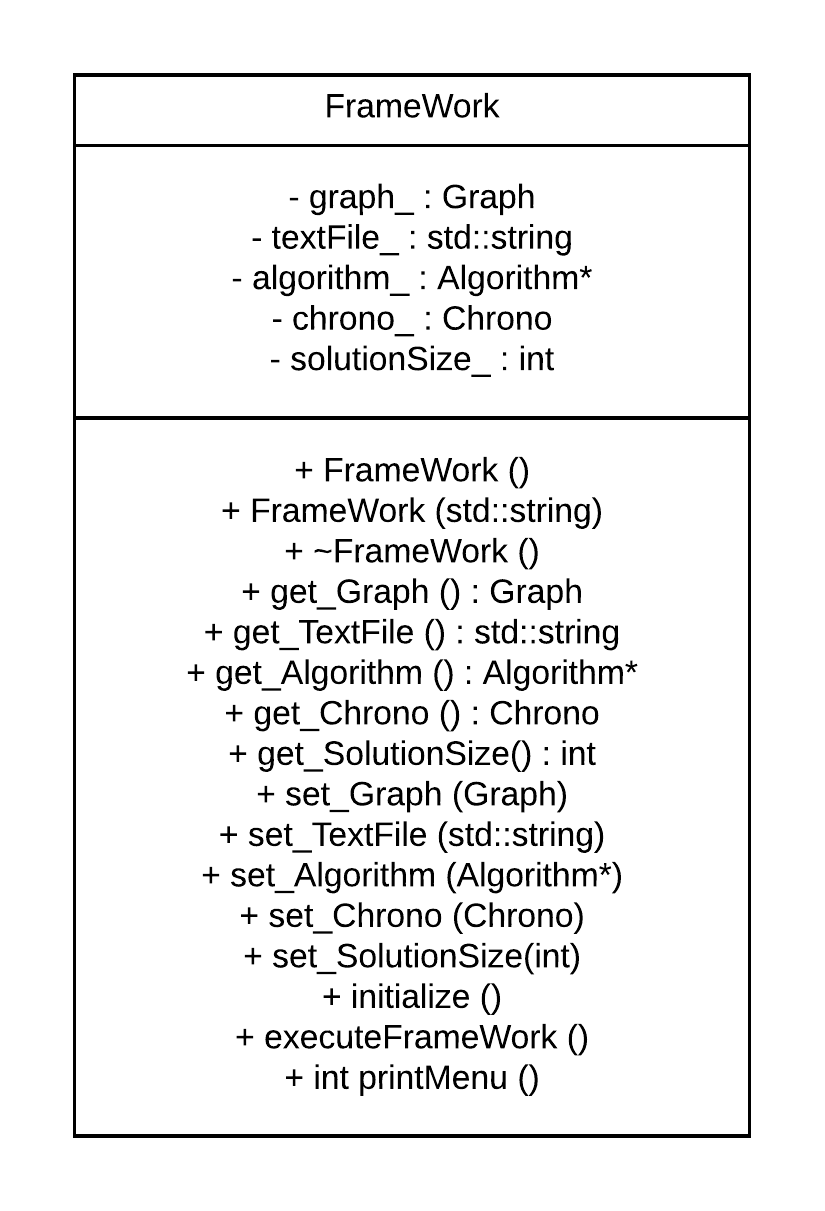 FrameWork
- graph_ : Graph
- textFile_ : std::string
- algorithm_ : Algorithm*
- chrono_ : Chrono
- solutionSize_ : int
+ FrameWork ()
+ FrameWork (std::string)
+ ~FrameWork ()
+ get_Graph () : Graph
+ get_TextFile () : std::string
+ get_Algorithm () : Algorithm*
+ get_Chrono () : Chrono
+ get_SolutionSize() : int
+ set_Graph (Graph)
+ set_TextFile (std::string)
+ set_Algorithm (Algorithm*)
+ set_Chrono (Chrono)
+ set_SolutionSize(int)
+ initialize ()
+ executeFrameWork ()
+ int printMenu ()